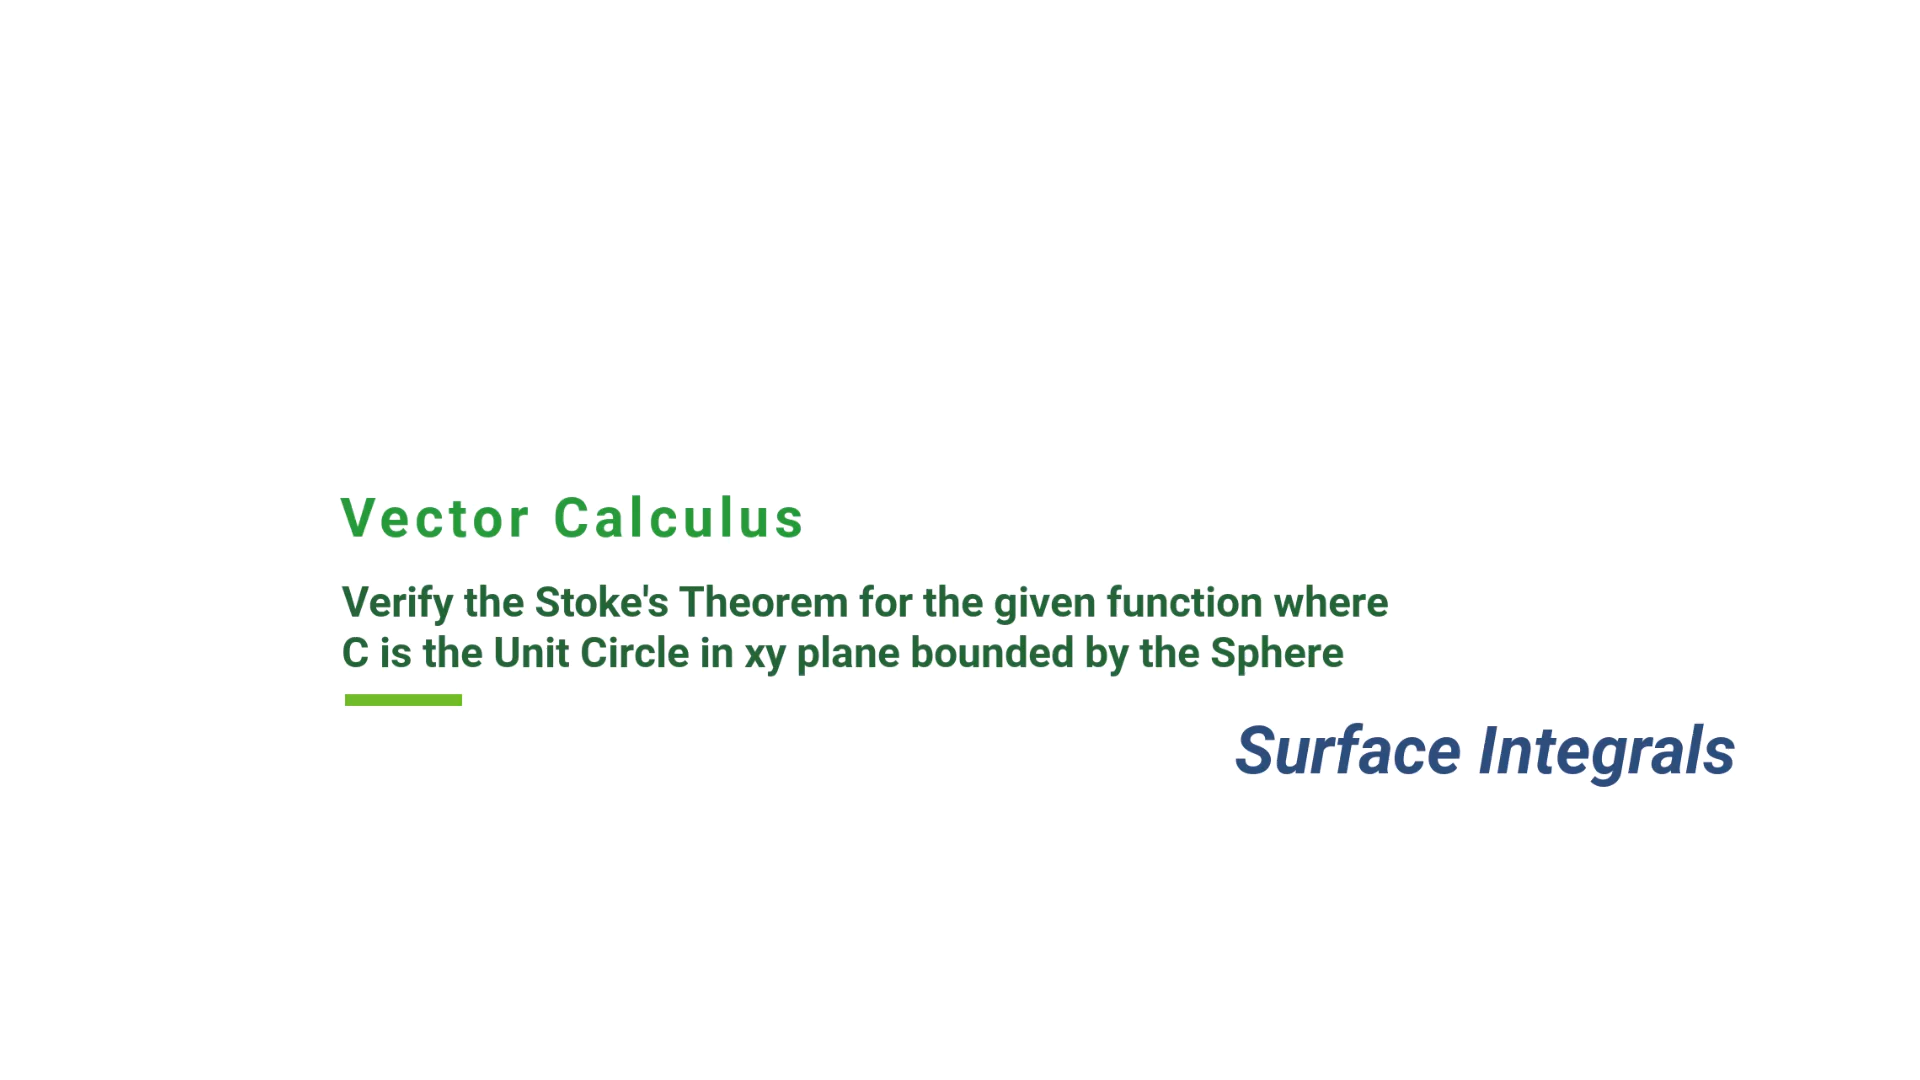 Vector Calculus
Verify the Stoke's Theorem for the given function where
C is the Unit Circle in xy plane bounded by the Sphere
Surface Integrals